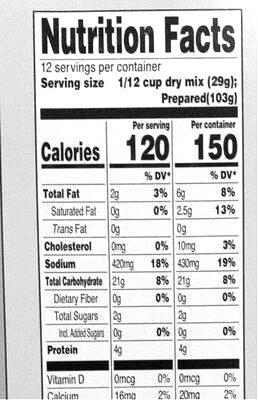 Nutrition Facts
12 servings per container
Serving size 1/12 cup dry mix (29g);
Prepared(103g)
Per serving Per container
Calories 120 150
% DV* % DV*
Total Fat 2g 3% 6g 8%
Saturated Fat 0g 0% 2.5g 13%
Trans Fat 0g 0g
Cholesterol 0mg 0% 10mg 3%
Sodium 420mg 18% 430mg 19%
Total Carbohydrate 21g 8% 21g 8%
Dietary Fiber 0g 0% 0g 0%
Total Sugars 2g 2g
Incl. Added Sugars 0g 0% 0g 0%
Protein 4g 4g
Vitamin D 0mcg 0% 0mcg 0%
Calcium 16mg 2% 20mg 2%